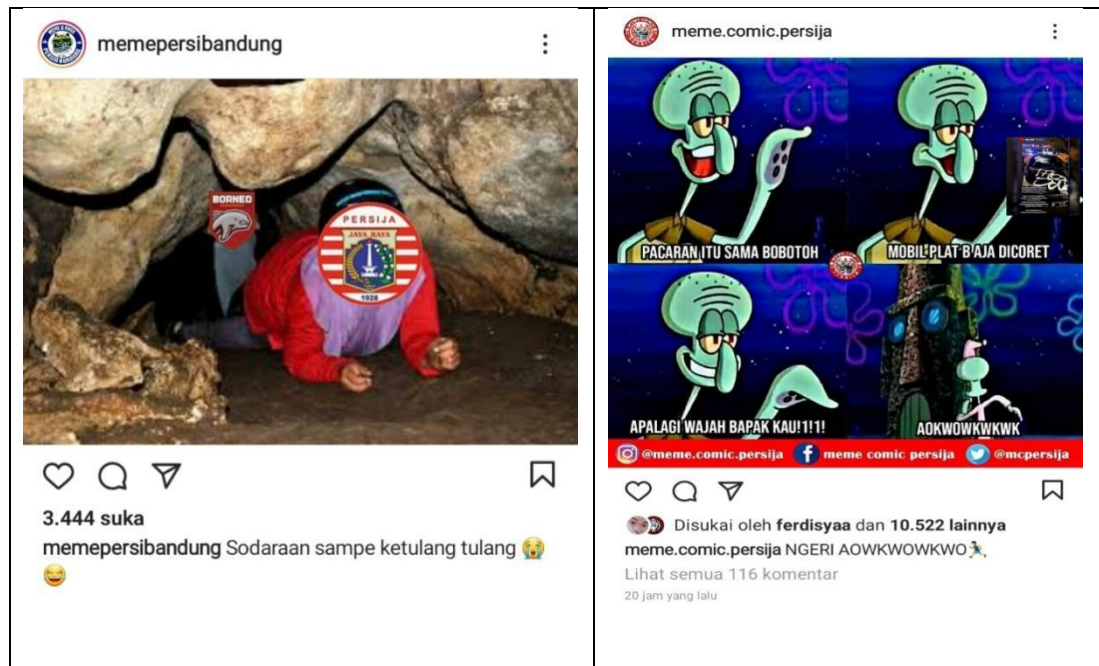 memepersibandung
BORNEO
PERSIJA
JAYA RAYA
1928
3.444 suka
memepersibandung Sodaraan sampe ketulang tulang 😭
😂
meme.comic.persija
PACARAN ITU SAMA BOBOTOH
MOBIL PLAT B AJA DICORET
APALAGI WAJAH BAPAK KAU!1!1!
AOKWOWKWKWK
@meme.comic.persija meme comic persija @mcpersija
Disukai oleh ferdisyaa dan 10.522 lainnya
meme.comic.persija NGERI AOWKWOWKWO🏃‍♂️
Lihat semua 116 komentar
20 jam yang lalu